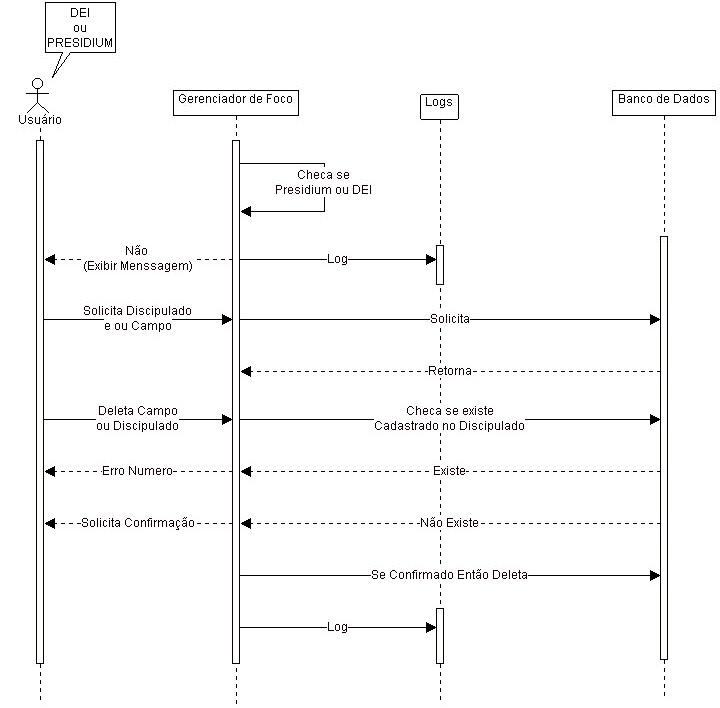 DEI
ou
PRESIDIUM
Usuário
Gerenciador de Foco
Logs
Banco de Dados
Checa se
Presidium ou DEI
Não
(Exibir Menssagem)
Log
Solicita Discipulado
e ou Campo
Solicita
Retorna
Deleta Campo
ou Discipulado
Checa se existe
Cadastrado no Discipulado
Erro Numero
Existe
Solicita Confirmação
Não Existe
Se Confirmado Então Deleta
Log